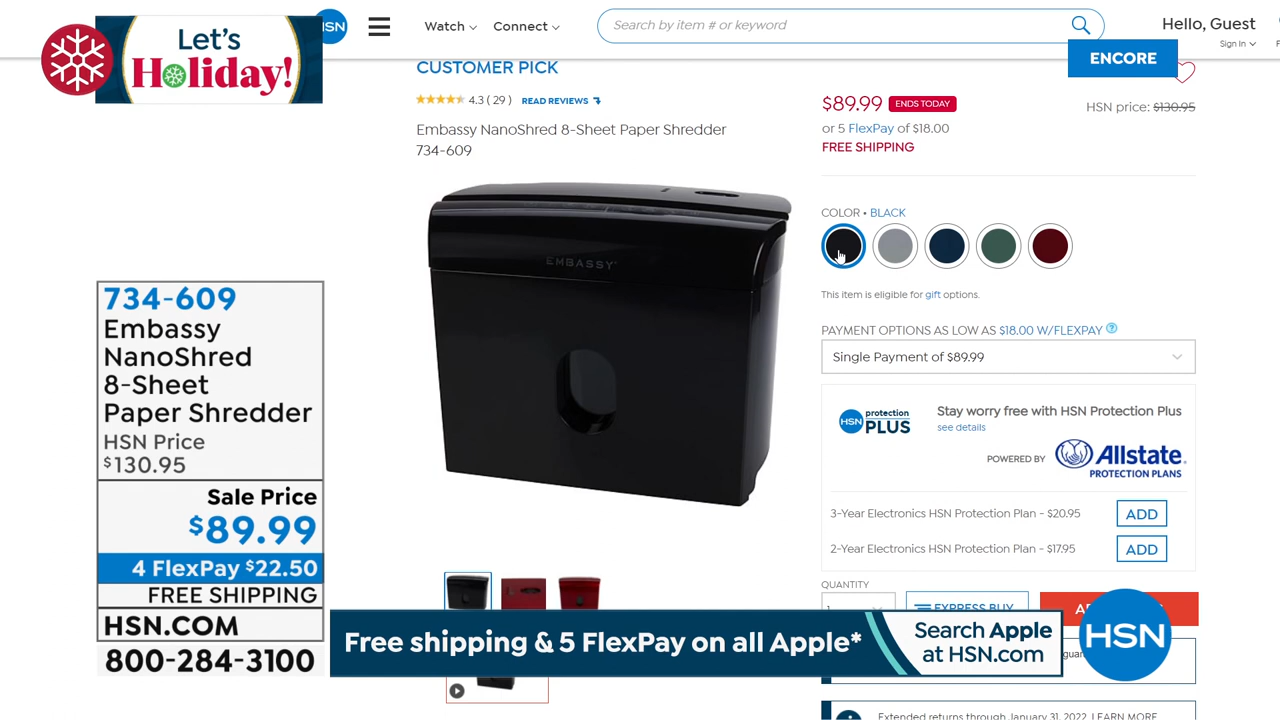 Let's
Holiday!
HSN
Watch
Connect
Search by item # or keyword
Hello, Guest
Sign In
ENCORE
CUSTOMER PICK
4.3 ( 29 ) READ REVIEWS
Embassy NanoShred 8-Sheet Paper Shredder
734-609
EMBASSY
$89.99 ENDS TODAY
HSN price: $130.95
or 5 FlexPay of $18.00
FREE SHIPPING
COLOR • BLACK
This item is eligible for gift options.
PAYMENT OPTIONS AS LOW AS $18.00 W/FLEXPAY ?
Single Payment of $89.99
HSN protection PLUS
Stay worry free with HSN Protection Plus
see details
POWERED BY Allstate
PROTECTION PLANS
3-Year Electronics HSN Protection Plan - $20.95 ADD
2-Year Electronics HSN Protection Plan - $17.95 ADD
QUANTITY
1
EXPRESS BUY
734-609
Embassy
NanoShred
8-Sheet
Paper Shredder
HSN Price
$130.95
Sale Price
$89.99
4 FlexPay $22.50
FREE SHIPPING
HSN.COM
800-284-3100
Free shipping & 5 FlexPay on all Apple*
Search Apple
at HSN.com
HSN
Extended returns through January 31, 2022. LEARN MORE